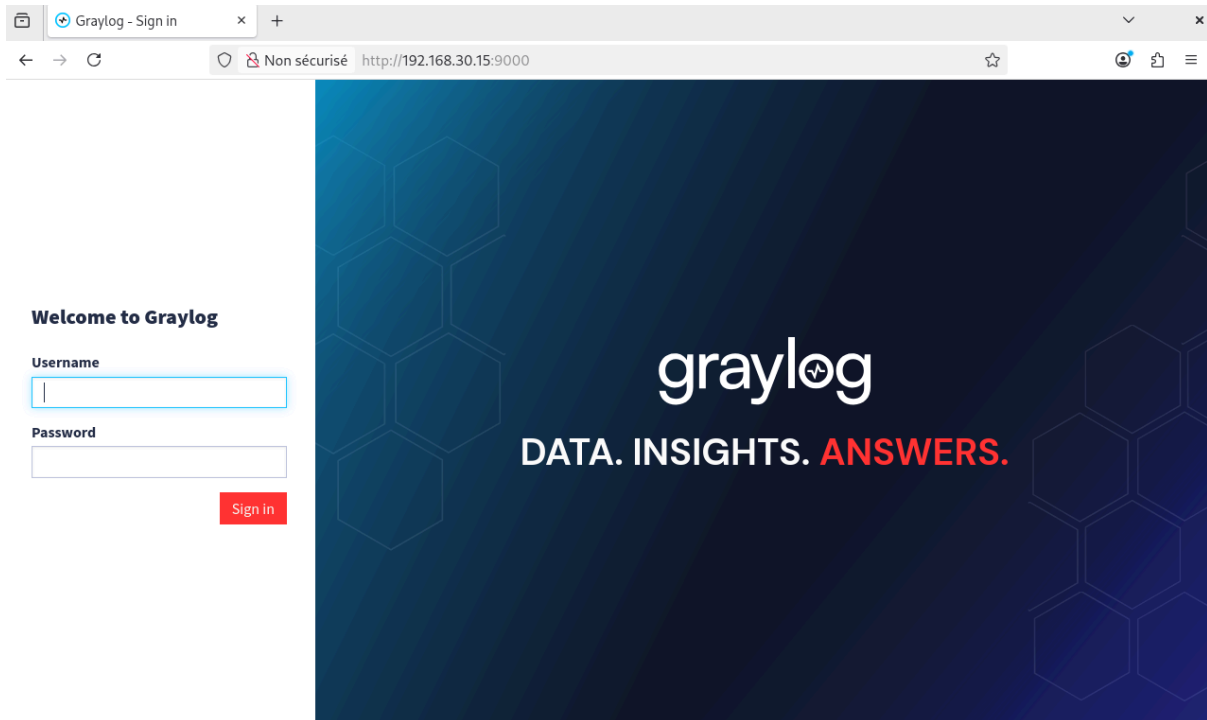 Graylog - Sign in
Non sécurisé http://192.168.30.15:9000
Welcome to Graylog
Username
Password
Sign in
graylog
DATA. INSIGHTS. ANSWERS.